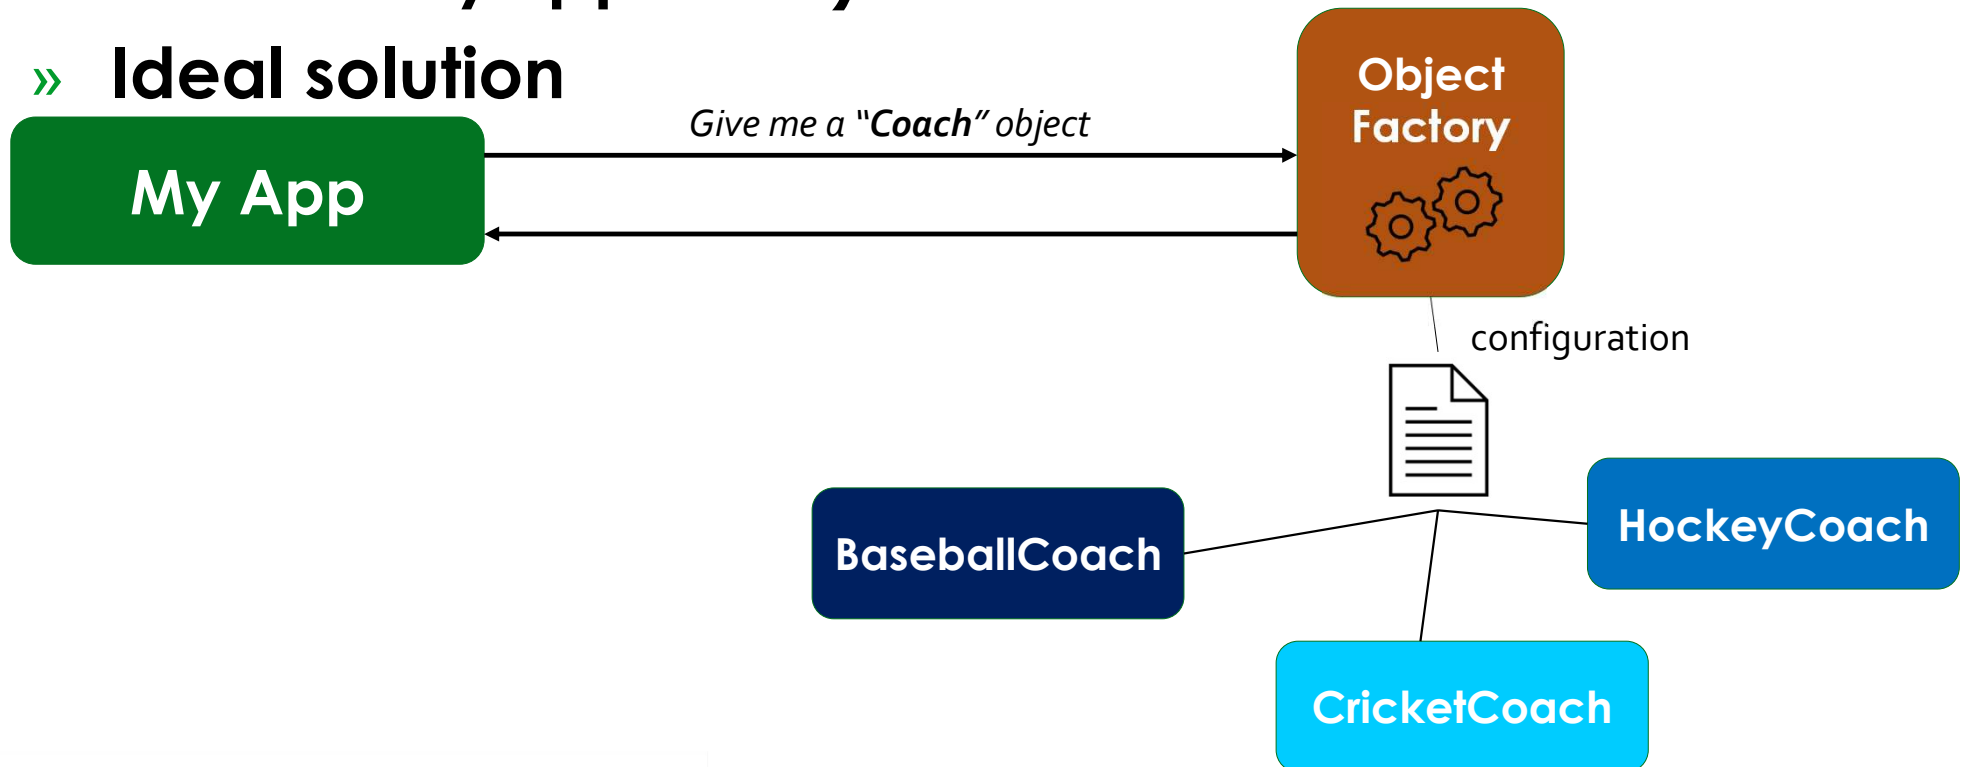 » Ideal solution
Give me a “Coach” object
Object
Factory
My App
configuration
BaseballCoach
HockeyCoach
CricketCoach